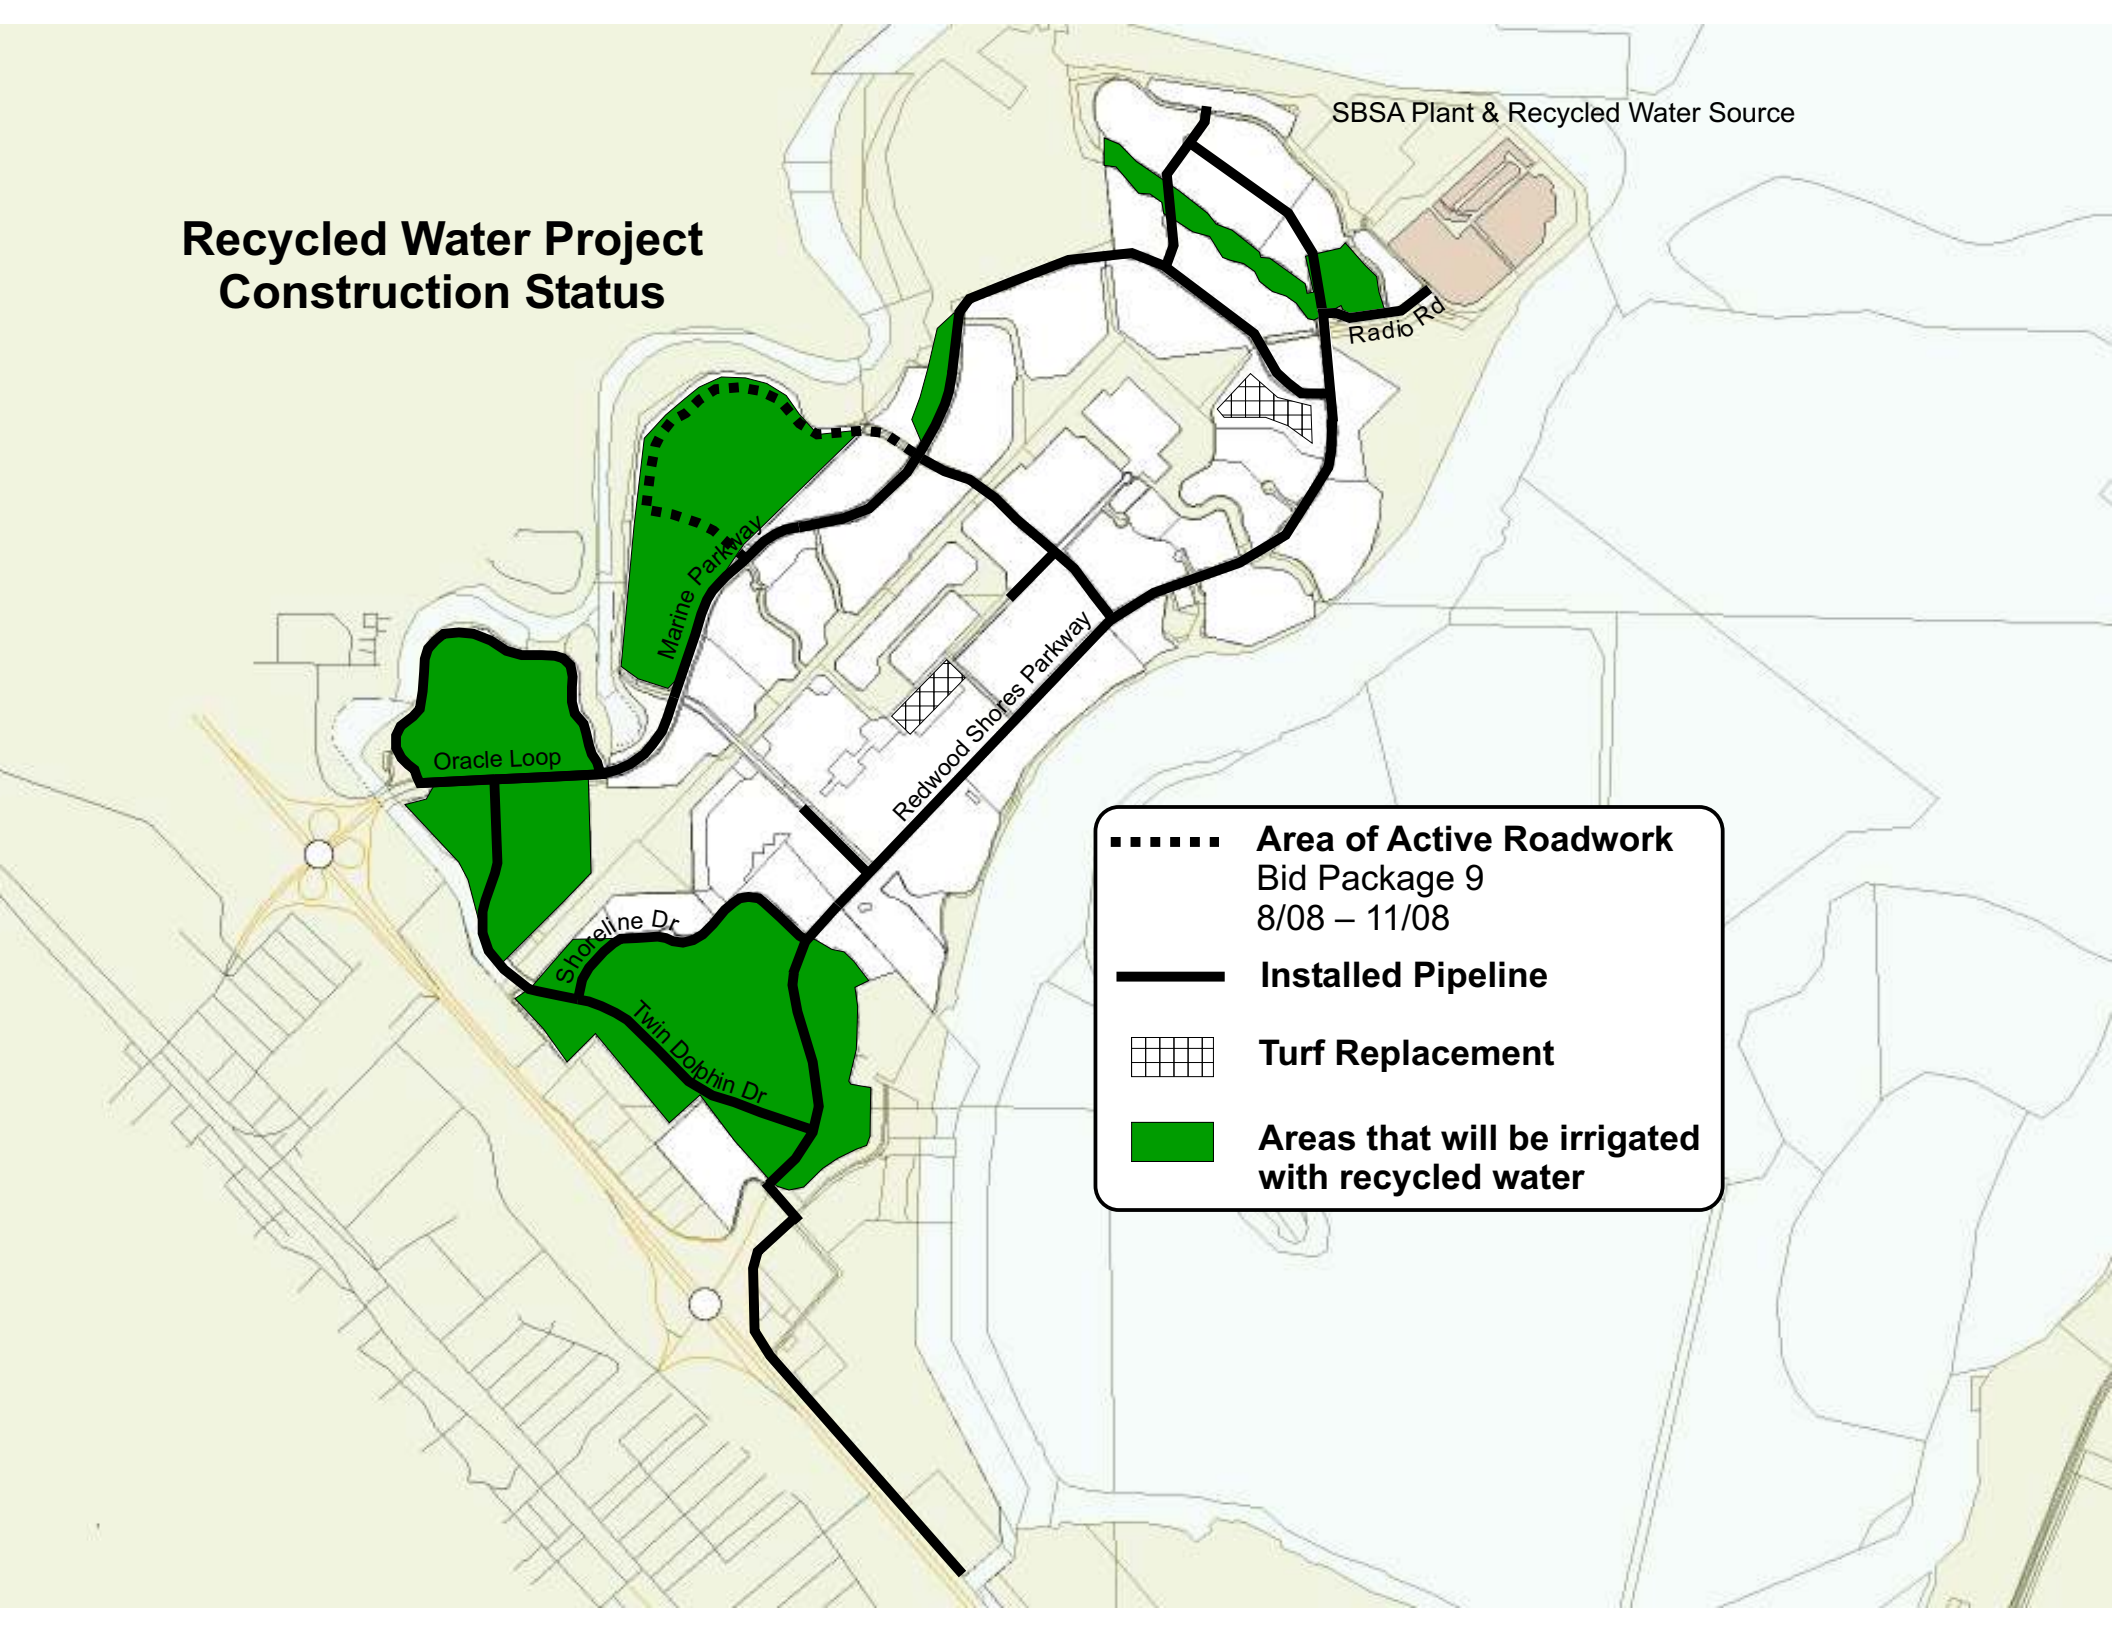 SBSA Plant & Recycled Water Source
Recycled Water Project
Construction Status
Radio Rd
Marine Parkway
Redwood Shores Parkway
Oracle Loop
Shoreline Dr
Twin Dolphin Dr
Area of Active Roadwork
Bid Package 9
8/08 – 11/08
Installed Pipeline
Turf Replacement
Areas that will be irrigated
with recycled water